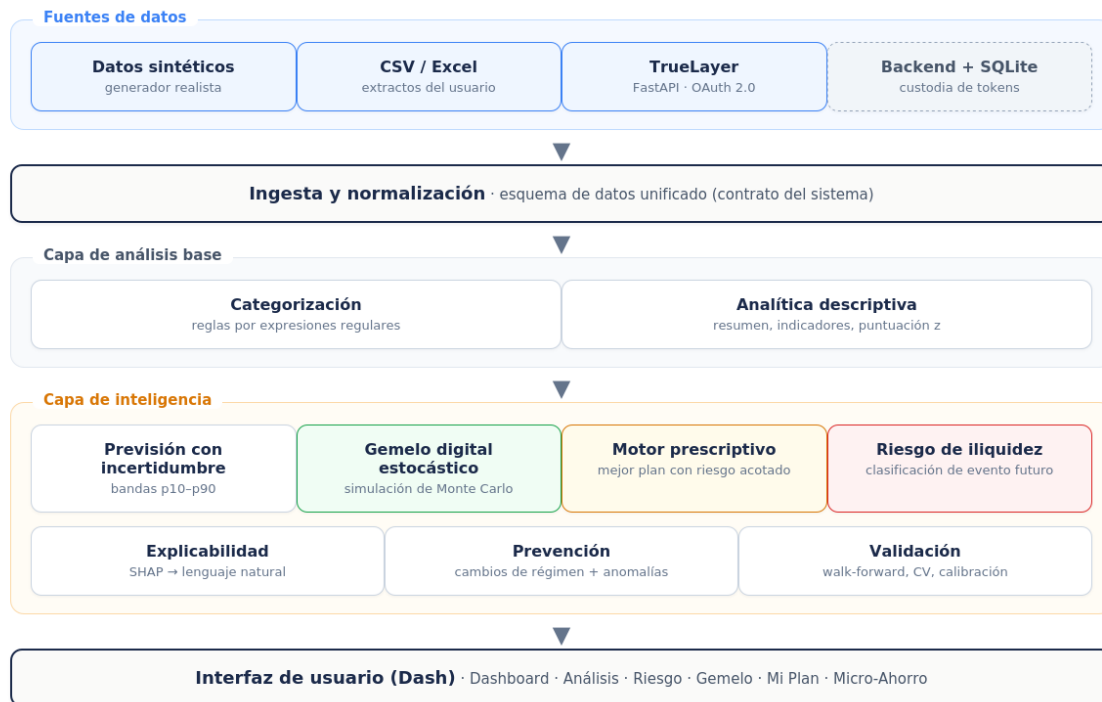 Fuentes de datos
Datos sintéticos
generador realista
CSV / Excel
extractos del usuario
TrueLayer
FastAPI · OAuth 2.0
Backend + SQLite
custodia de tokens
Ingesta y normalización · esquema de datos unificado (contrato del sistema)
Capa de análisis base
Categorización
reglas por expresiones regulares
Analítica descriptiva
resumen, indicadores, puntuación z
Capa de inteligencia
Previsión con
incertidumbre
bandas p10–p90
Gemelo digital
estocástico
simulación de Monte Carlo
Motor prescriptivo
mejor plan con riesgo acotado
Riesgo de iliquidez
clasificación de evento futuro
Explicabilidad
SHAP → lenguaje natural
Prevención
cambios de régimen + anomalías
Validación
walk-forward, CV, calibración
Interfaz de usuario (Dash) · Dashboard · Análisis · Riesgo · Gemelo · Mi Plan · Micro-Ahorro